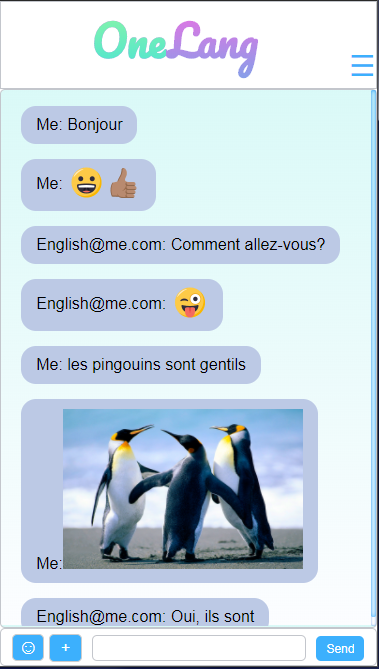 OneLang
Me: Bonjour
Me: 😀👍🏽
English@me.com: Comment allez-vous?
English@me.com: 😜
Me: les pingouins sont gentils
Me:
English@me.com: Oui, ils sont
+
Send